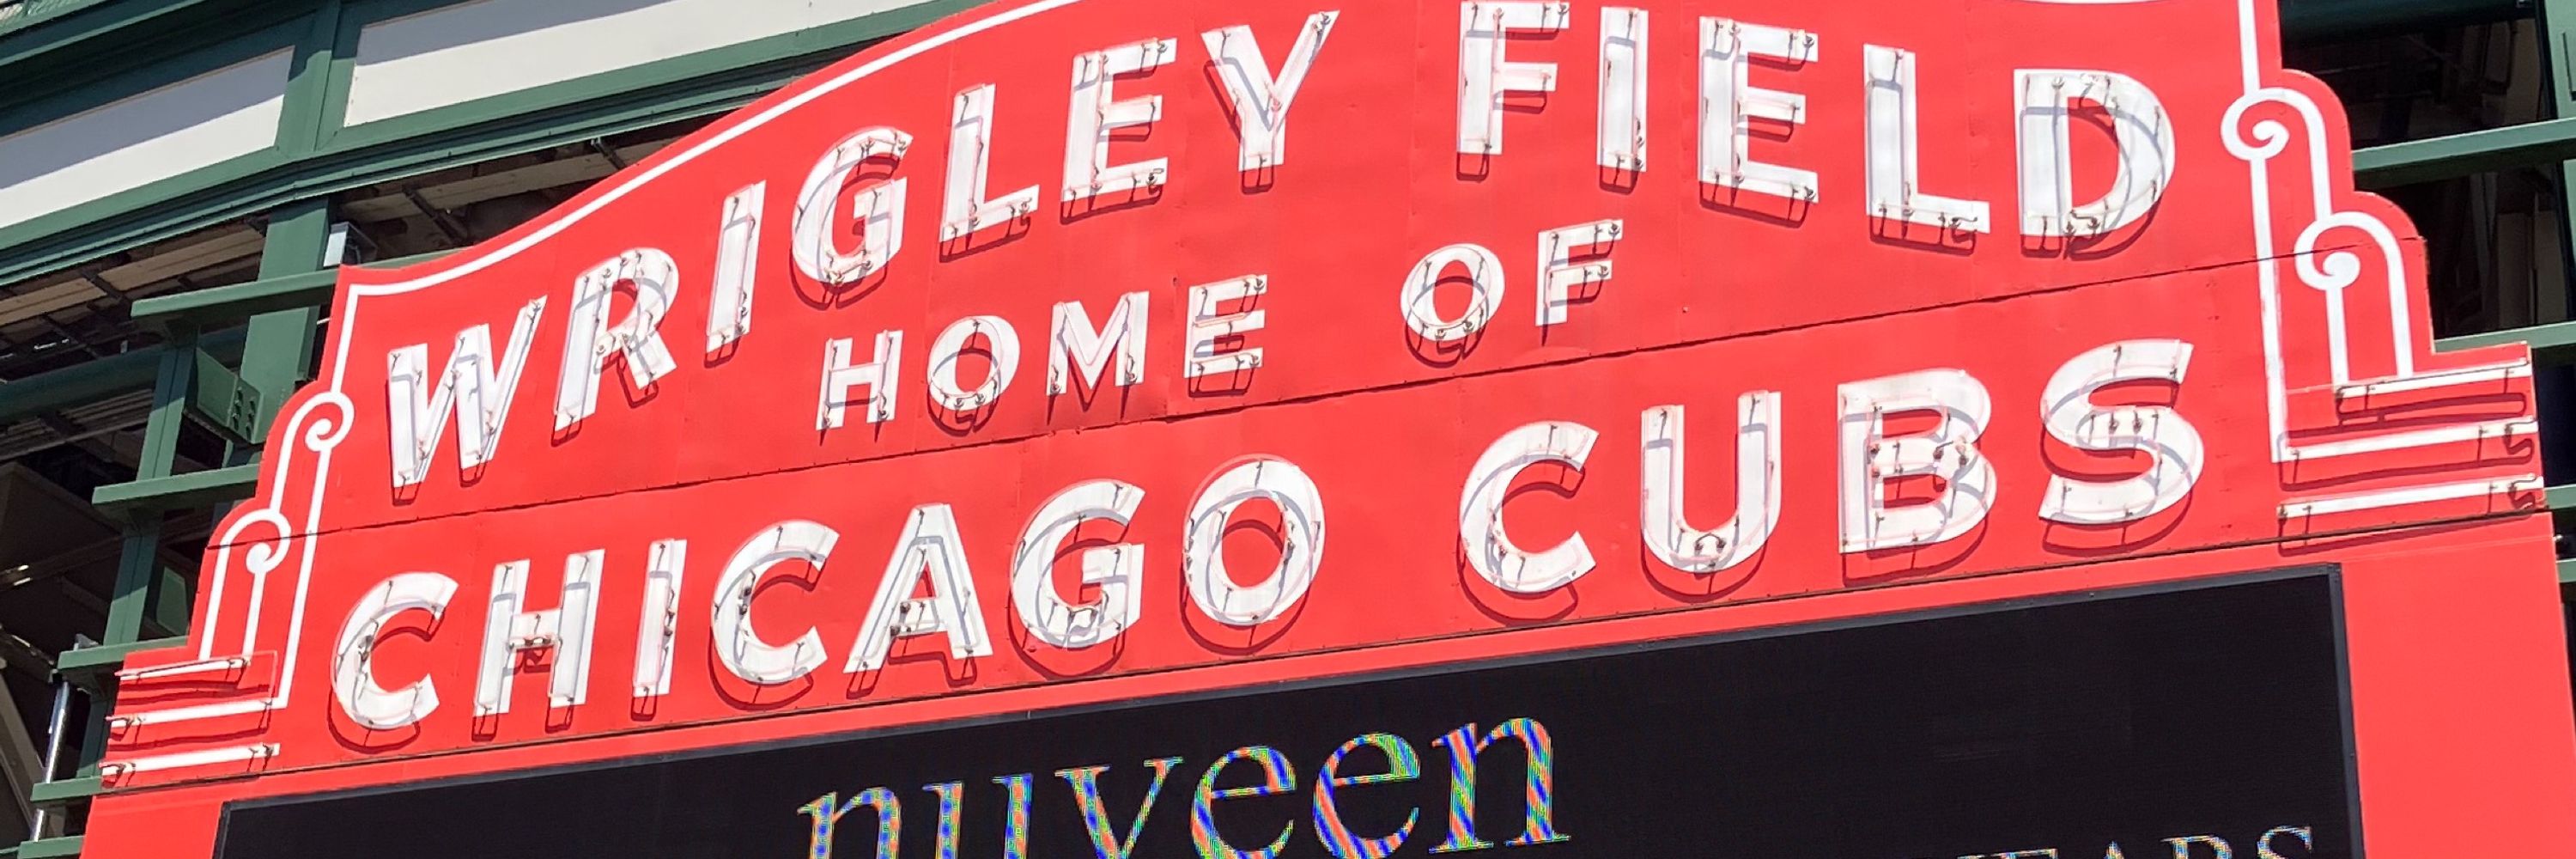 WRIGLEY FIELD
HOME OF
CHICAGO CUBS
nuveen